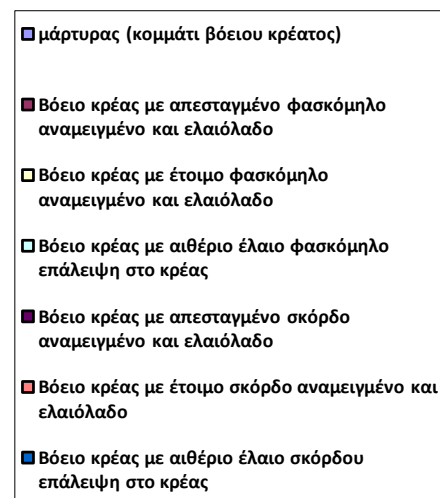 μάρτυρας (κομμάτι βόειου κρέατος)
Βόειο κρέας με απεσταγμένο φασκόμηλο
αναμειγμένο και ελαιόλαδο
Βόειο κρέας με έτοιμο φασκόμηλο
αναμειγμένο και ελαιόλαδο
Βόειο κρέας με αιθέριο έλαιο φασκόμηλο
επάλειψη στο κρέας
Βόειο κρέας με απεσταγμένο σκόρδο
αναμειγμένο και ελαιόλαδο
Βόειο κρέας με έτοιμο σκόρδο αναμειγμένο και
ελαιόλαδο
Βόειο κρέας με αιθέριο έλαιο σκόρδου
επάλειψη στο κρέας